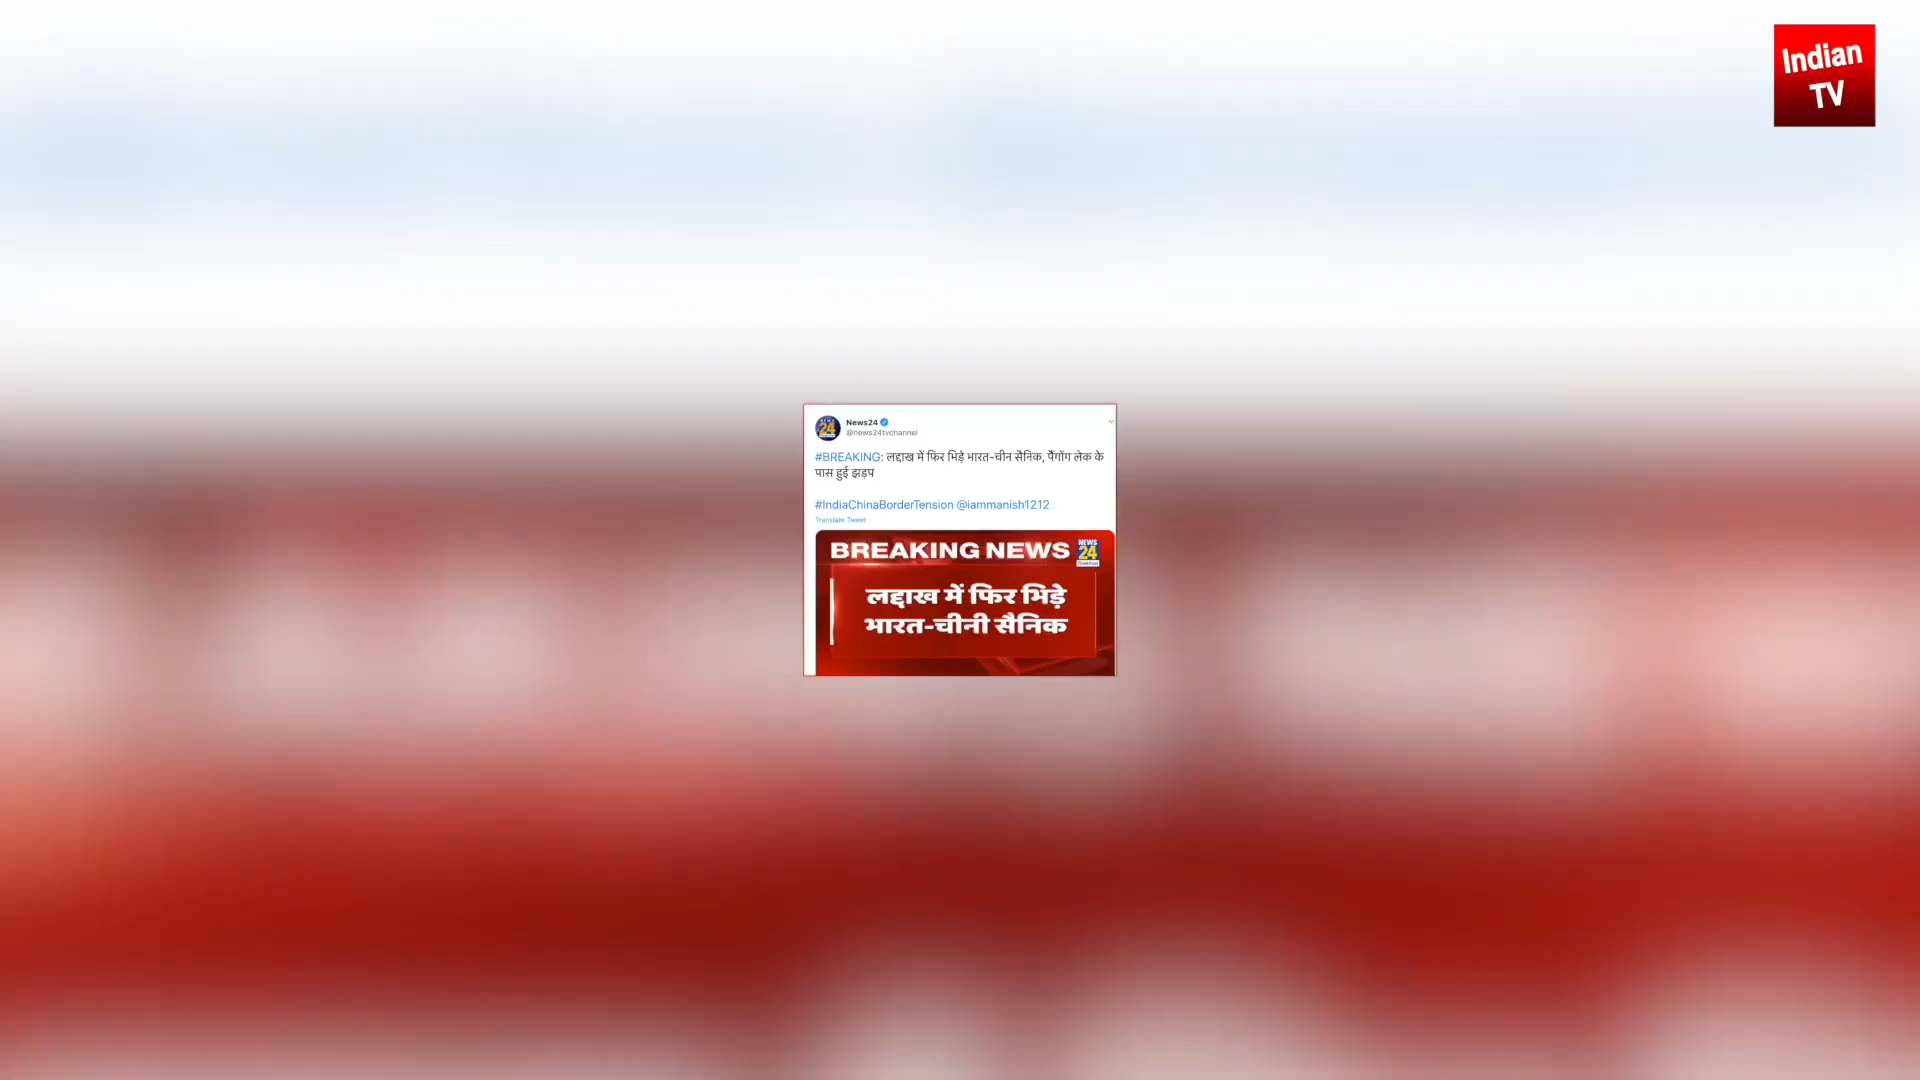 Indian
TV
News24
@news24tvchannel
#BREAKING: लद्दाख में फिर भिड़े भारत-चीन सैनिक, पैंगोंग लेक के
पास हुई झड़प
#IndiaChinaBorderTension @iammanish1212
Translate Tweet
BREAKING NEWS
NEWS
24
लद्दाख में फिर भिड़े
भारत-चीनी सैनिक